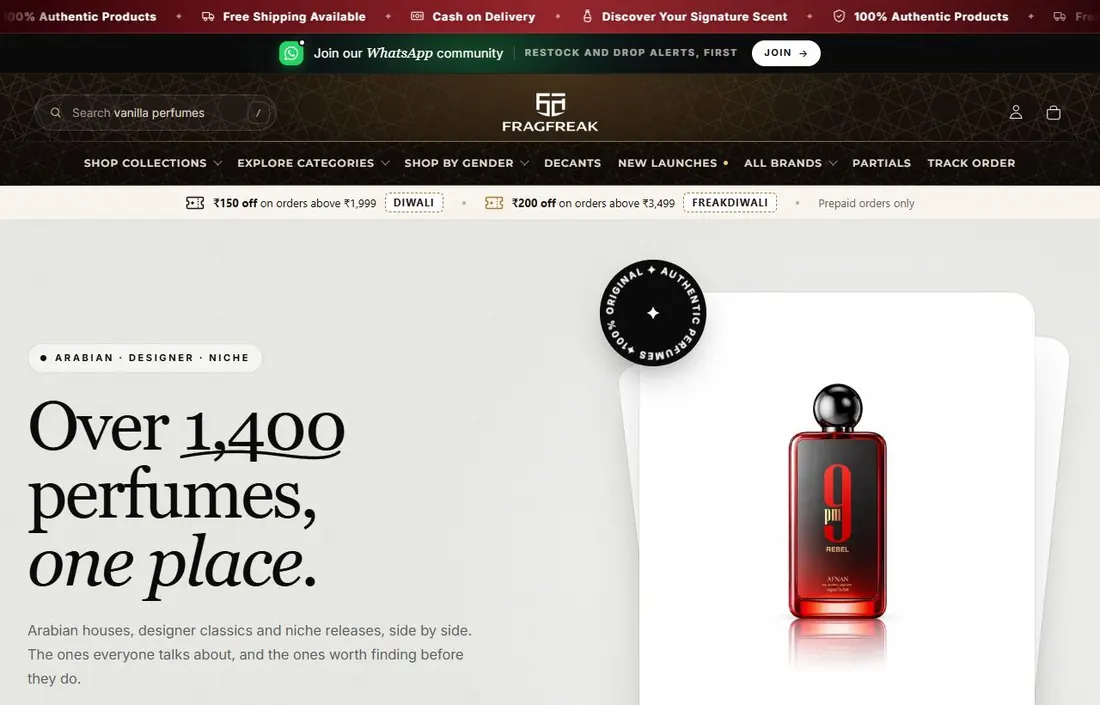 00% Authentic Products ✦ Free Shipping Available ✦ Cash on Delivery ✦ Discover Your Signature Scent ✦ 100% Authentic Products ✦ Fre
Join our WhatsApp community RESTOCK AND DROP ALERTS, FIRST JOIN →
Search vanilla perfumes /
FRAGFREAK
SHOP COLLECTIONS EXPLORE CATEGORIES SHOP BY GENDER DECANTS NEW LAUNCHES ALL BRANDS PARTIALS TRACK ORDER
₹150 off on orders above ₹1,999 DIWALI • ₹200 off on orders above ₹3,499 FREAKDIWALI • Prepaid orders only
100% ORIGINAL ✦ AUTHENTIC PERFUMES ✦
ARABIAN · DESIGNER · NICHE
Over 1,400
perfumes,
one place.
Arabian houses, designer classics and niche releases, side by side.
The ones everyone talks about, and the ones worth finding before
they do.
9
pm
REBEL
AFNAN